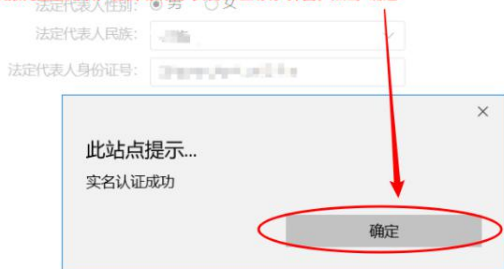 法定代表人性别: 男 女
法定代表人民族:
法定代表人身份证号:
此站点提示...
实名认证成功
确定